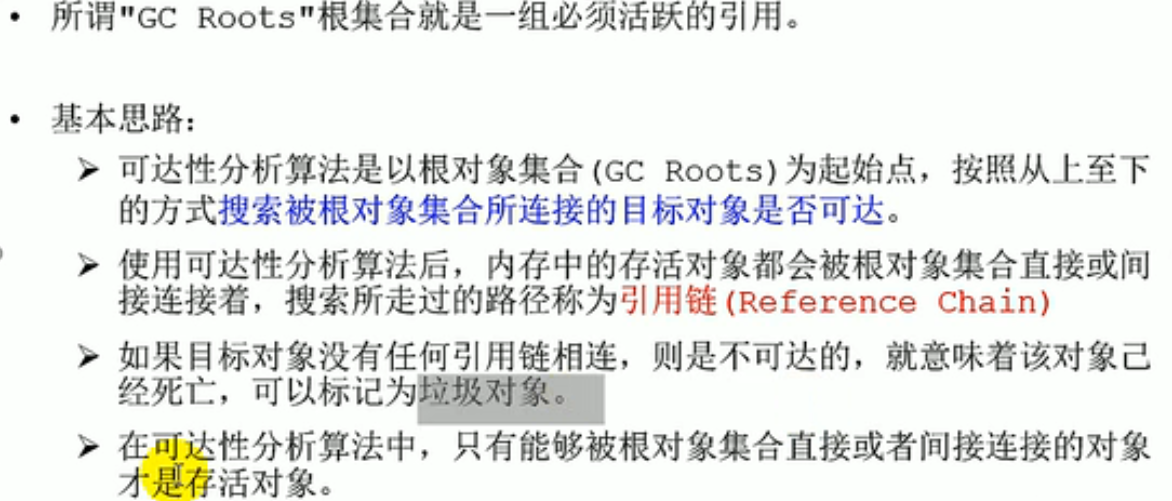 • 所谓"GC Roots"根集合就是一组必须活跃的引用。
• 基本思路：
➢ 可达性分析算法是以根对象集合(GC Roots)为起始点，按照从上至下
的方式搜索被根对象集合所连接的目标对象是否可达。
➢ 使用可达性分析算法后，内存中的存活对象都会被根对象集合直接或间
接连接着，搜索所走过的路径称为引用链(Reference Chain)
➢ 如果目标对象没有任何引用链相连，则是不可达的，就意味着该对象己
经死亡，可以标记为垃圾对象。
➢ 在可达性分析算法中，只有能够被根对象集合直接或者间接连接的对象
才是存活对象。